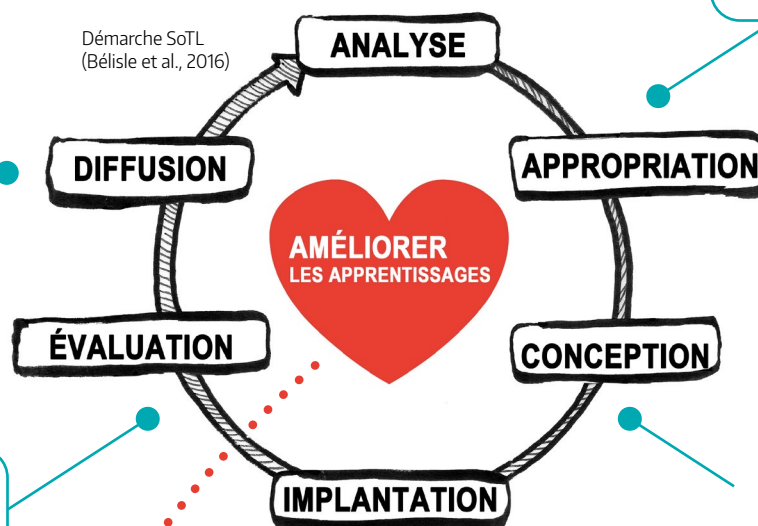 Démarche SoTL
(Bélisle et al., 2016)
ANALYSE
DIFFUSION
APPROPRIATION
AMÉLIORER
LES APPRENTISSAGES
ÉVALUATION
CONCEPTION
IMPLANTATION